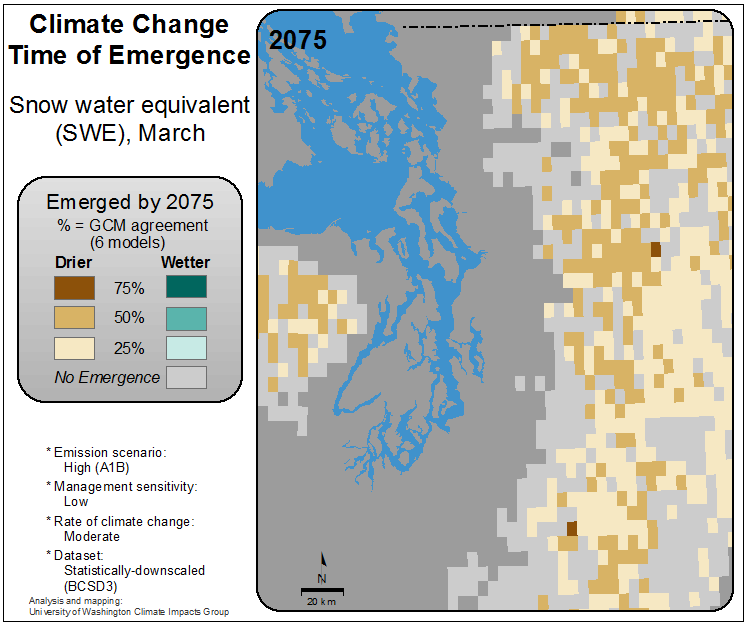 Climate Change
Time of Emergence
Snow water equivalent
(SWE), March
Emerged by 2075
% = GCM agreement
(6 models)
Drier Wetter
75%
50%
25%
No Emergence
* Emission scenario:
High (A1B)
* Management sensitivity:
Low
* Rate of climate change:
Moderate
* Dataset:
Statistically-downscaled
(BCSD3)
Analysis and mapping:
University of Washington Climate Impacts Group
2075
N
20 km